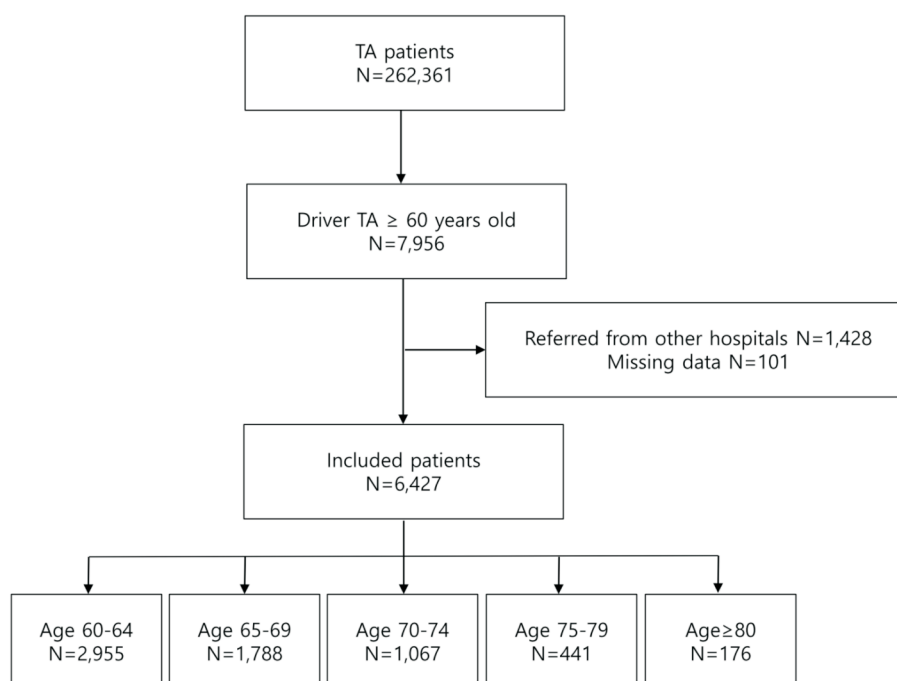 TA patients
N=262,361
Driver TA ≥ 60 years old
N=7,956
Referred from other hospitals N=1,428
Missing data N=101
Included patients
N=6,427
Age 60-64
N=2,955
Age 65-69
N=1,788
Age 70-74
N=1,067
Age 75-79
N=441
Age≥80
N=176